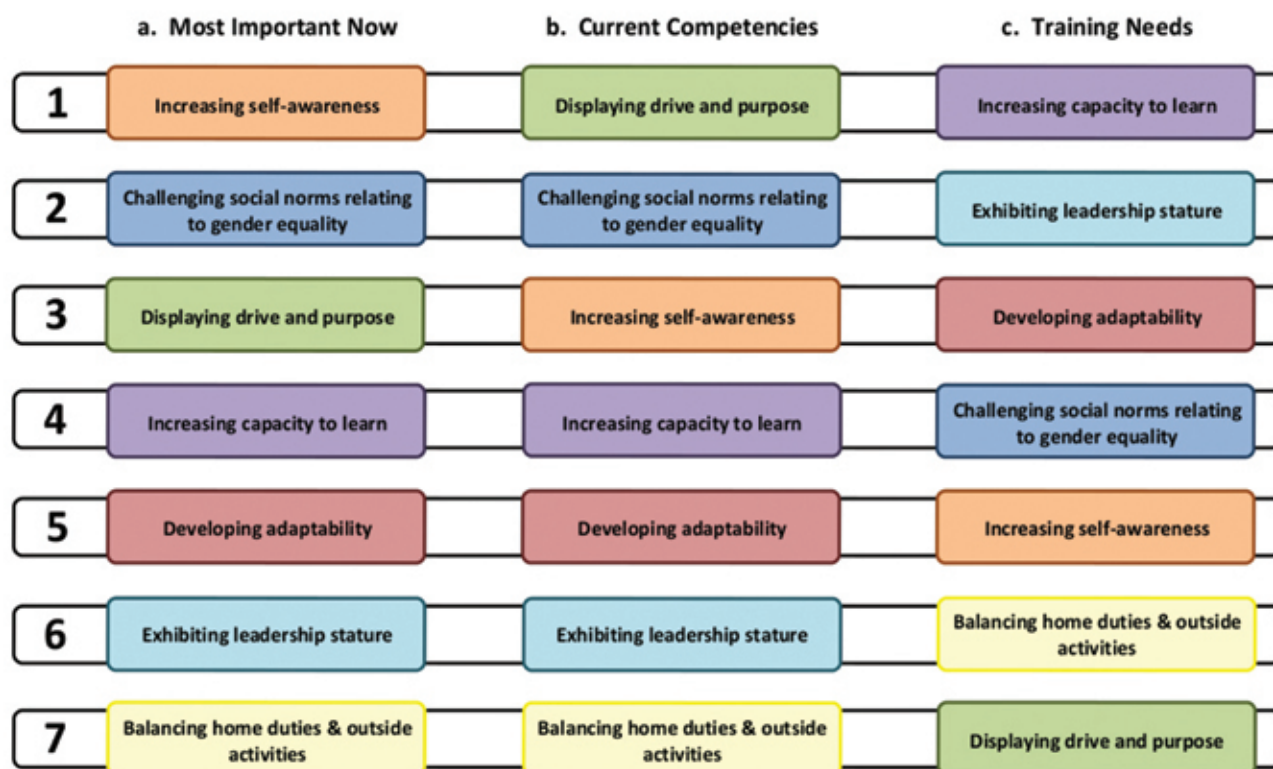 a. Most Important Now
b. Current Competencies
c. Training Needs
1
Increasing self-awareness
Displaying drive and purpose
Increasing capacity to learn
2
Challenging social norms relating
to gender equality
Challenging social norms relating
to gender equality
Exhibiting leadership stature
3
Displaying drive and purpose
Increasing self-awareness
Developing adaptability
4
Increasing capacity to learn
Increasing capacity to learn
Challenging social norms relating
to gender equality
5
Developing adaptability
Developing adaptability
Increasing self-awareness
6
Exhibiting leadership stature
Exhibiting leadership stature
Balancing home duties & outside
activities
7
Balancing home duties & outside
activities
Balancing home duties & outside
activities
Displaying drive and purpose